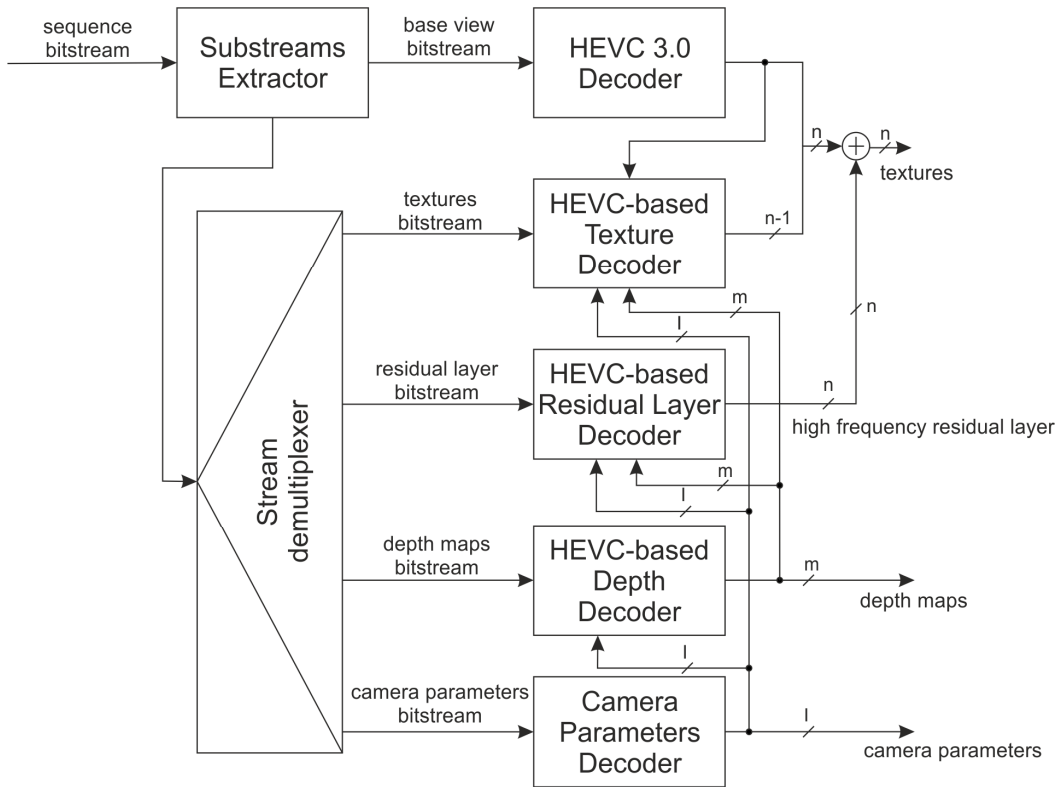 sequence
bitstream
Substreams
Extractor
base view
bitstream
HEVC 3.0
Decoder
n
n
textures
textures
bitstream
HEVC-based
Texture
Decoder
n-1
m
l
n
residual layer
bitstream
HEVC-based
Residual Layer
Decoder
n
high frequency residual layer
m
l
Stream
demultiplexer
depth maps
bitstream
HEVC-based
Depth
Decoder
m
depth maps
l
camera parameters
bitstream
Camera
Parameters
Decoder
l
camera parameters